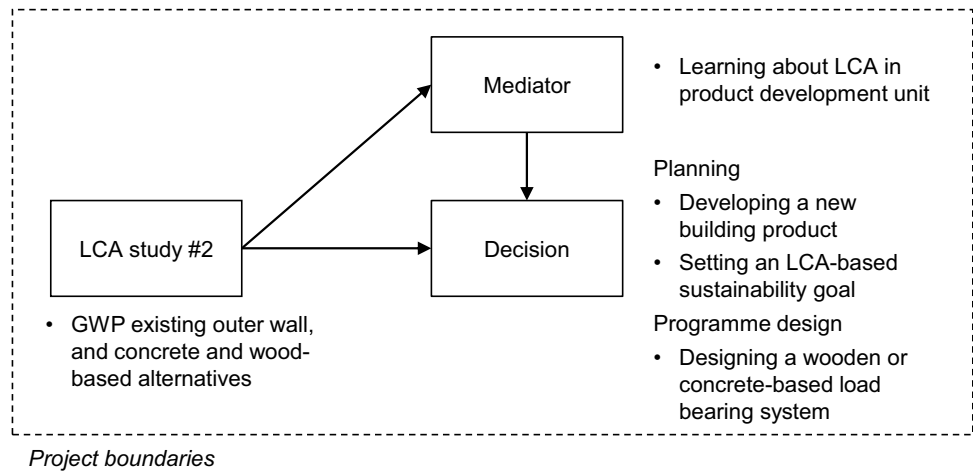 Mediator
• Learning about LCA in
product development unit
LCA study #2
• GWP existing outer wall,
and concrete and wood-
based alternatives
Decision
Planning
• Developing a new
building product
• Setting an LCA-based
sustainability goal
Programme design
• Designing a wooden or
concrete-based load
bearing system
Project boundaries